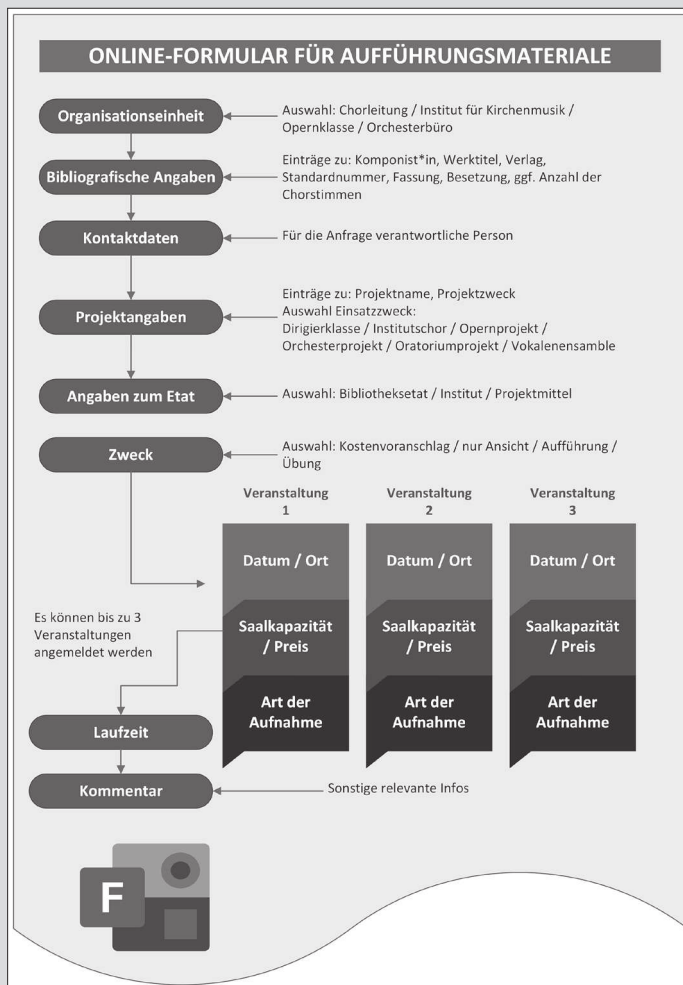 ONLINE-FORMULAR FÜR AUFFÜHRUNGSMATERIALE
Organisationseinheit
Auswahl: Chorleitung / Institut für Kirchenmusik /
Opernklasse / Orchesterbüro
Bibliografische Angaben
Einträge zu: Komponist*in, Werktitel, Verlag,
Standardnummer, Fassung, Besetzung, ggf. Anzahl der
Chorstimmen
Kontaktdaten
Für die Anfrage verantwortliche Person
Projektangaben
Einträge zu: Projektname, Projektzweck
Auswahl Einsatzzweck:
Dirigierklasse / Institutschor / Opernprojekt /
Orchesterprojekt / Oratoriumprojekt / Vokalenensamble
Angaben zum Etat
Auswahl: Bibliotheksetat / Institut / Projektmittel
Zweck
Auswahl: Kostenvoranschlag / nur Ansicht / Aufführung /
Übung
Veranstaltung
1
Veranstaltung
2
Veranstaltung
3
Datum / Ort
Datum / Ort
Datum / Ort
Es können bis zu 3
Veranstaltungen
angemeldet werden
Saalkapazität
/ Preis
Saalkapazität
/ Preis
Saalkapazität
/ Preis
Art der
Aufnahme
Art der
Aufnahme
Art der
Aufnahme
Laufzeit
Kommentar
Sonstige relevante Infos
F